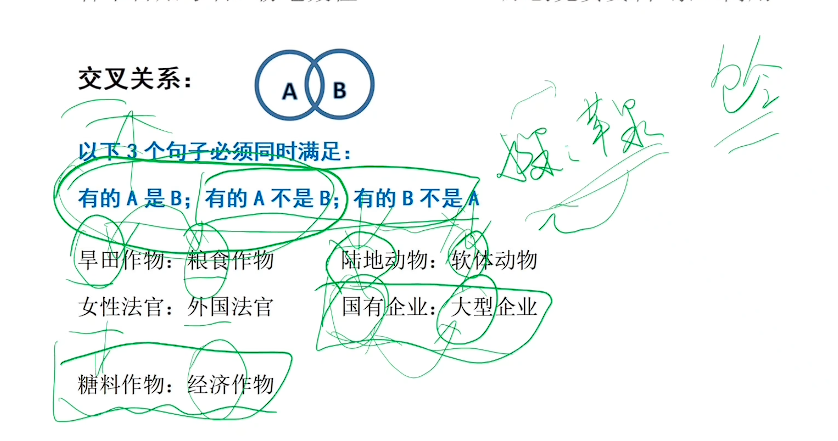 交叉关系：
A B
以下 3 个句子必须同时满足：
有的 A 是 B；有的 A 不是 B；有的 B 不是 A
旱田作物：粮食作物 陆地动物：软体动物
女性法官：外国法官 国有企业：大型企业
糖料作物：经济作物